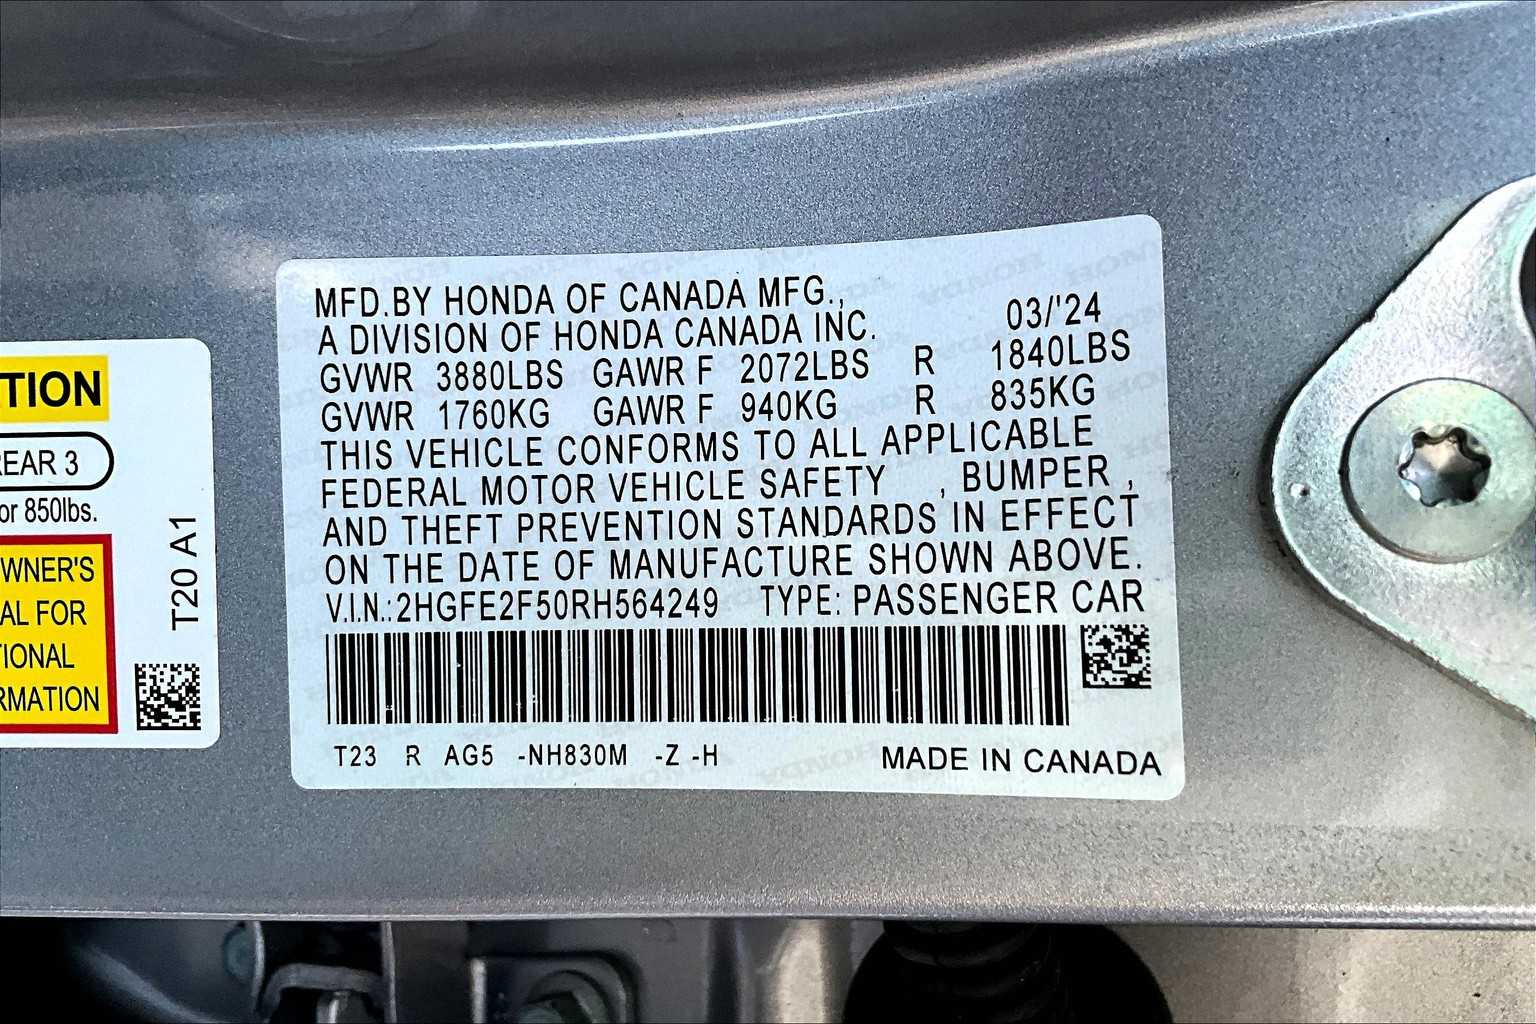 TION
REAR 3
or 850lbs.
WNER'S
AL FOR
TIONAL
RMATION
T20 A1
MFD.BY HONDA OF CANADA MFG.,
A DIVISION OF HONDA CANADA INC. 03/'24
GVWR 3880LBS GAWR F 2072LBS R 1840LBS
GVWR 1760KG GAWR F 940KG R 835KG
THIS VEHICLE CONFORMS TO ALL APPLICABLE
FEDERAL MOTOR VEHICLE SAFETY , BUMPER ,
AND THEFT PREVENTION STANDARDS IN EFFECT
ON THE DATE OF MANUFACTURE SHOWN ABOVE.
V.I.N.:2HGFE2F50RH564249 TYPE: PASSENGER CAR
T23 R AG5 -NH830M -Z -H MADE IN CANADA